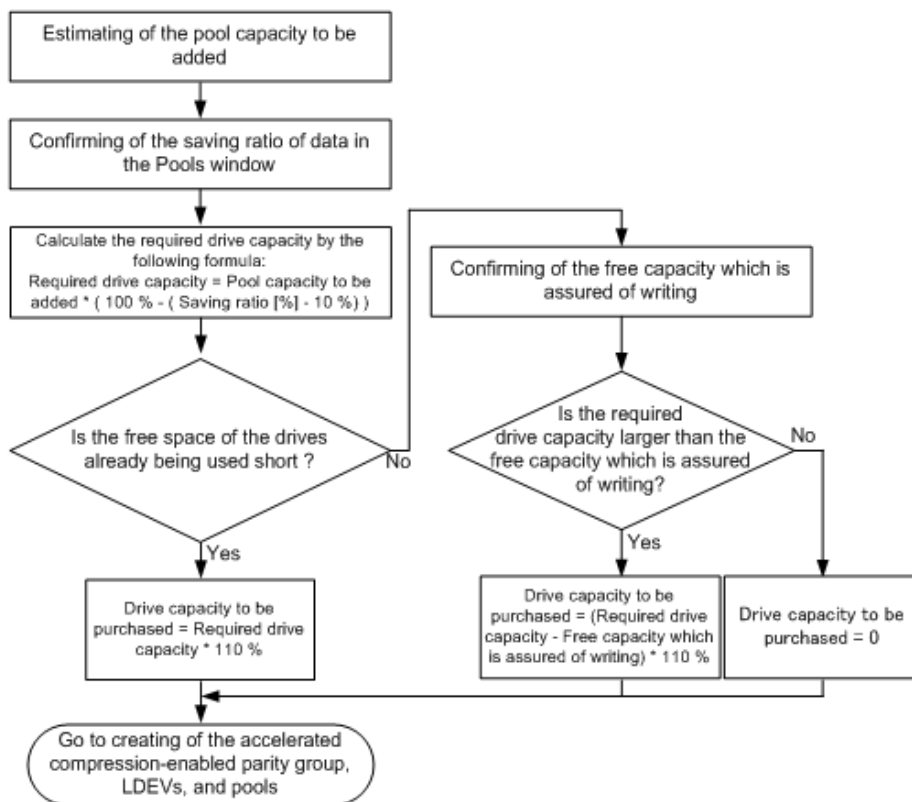 Estimating of the pool capacity to be
added
Confirming of the saving ratio of data in
the Pools window
Calculate the required drive capacity by the
following formula:
Required drive capacity = Pool capacity to be
added * ( 100 % - ( Saving ratio [%] - 10 %) )
Is the free space of the drives
already being used short ?
No
Yes
Drive capacity to be
purchased = Required drive
capacity * 110 %
Confirming of the free capacity which is
assured of writing
Is the required
drive capacity larger than the
free capacity which is assured
of writing?
No
Yes
Drive capacity to be
purchased = (Required drive
capacity - Free capacity which
is assured of writing) * 110 %
Drive capacity to be
purchased = 0
Go to creating of the accelerated
compression-enabled parity group,
LDEVs, and pools